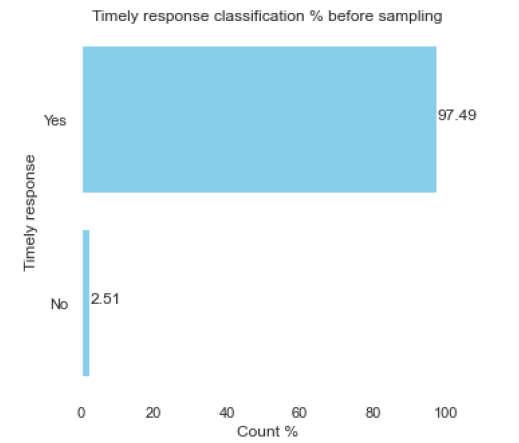 Timely response classification % before sampling
Yes
97.49
Timely response
No
2.51
0 20 40 60 80 100
Count %